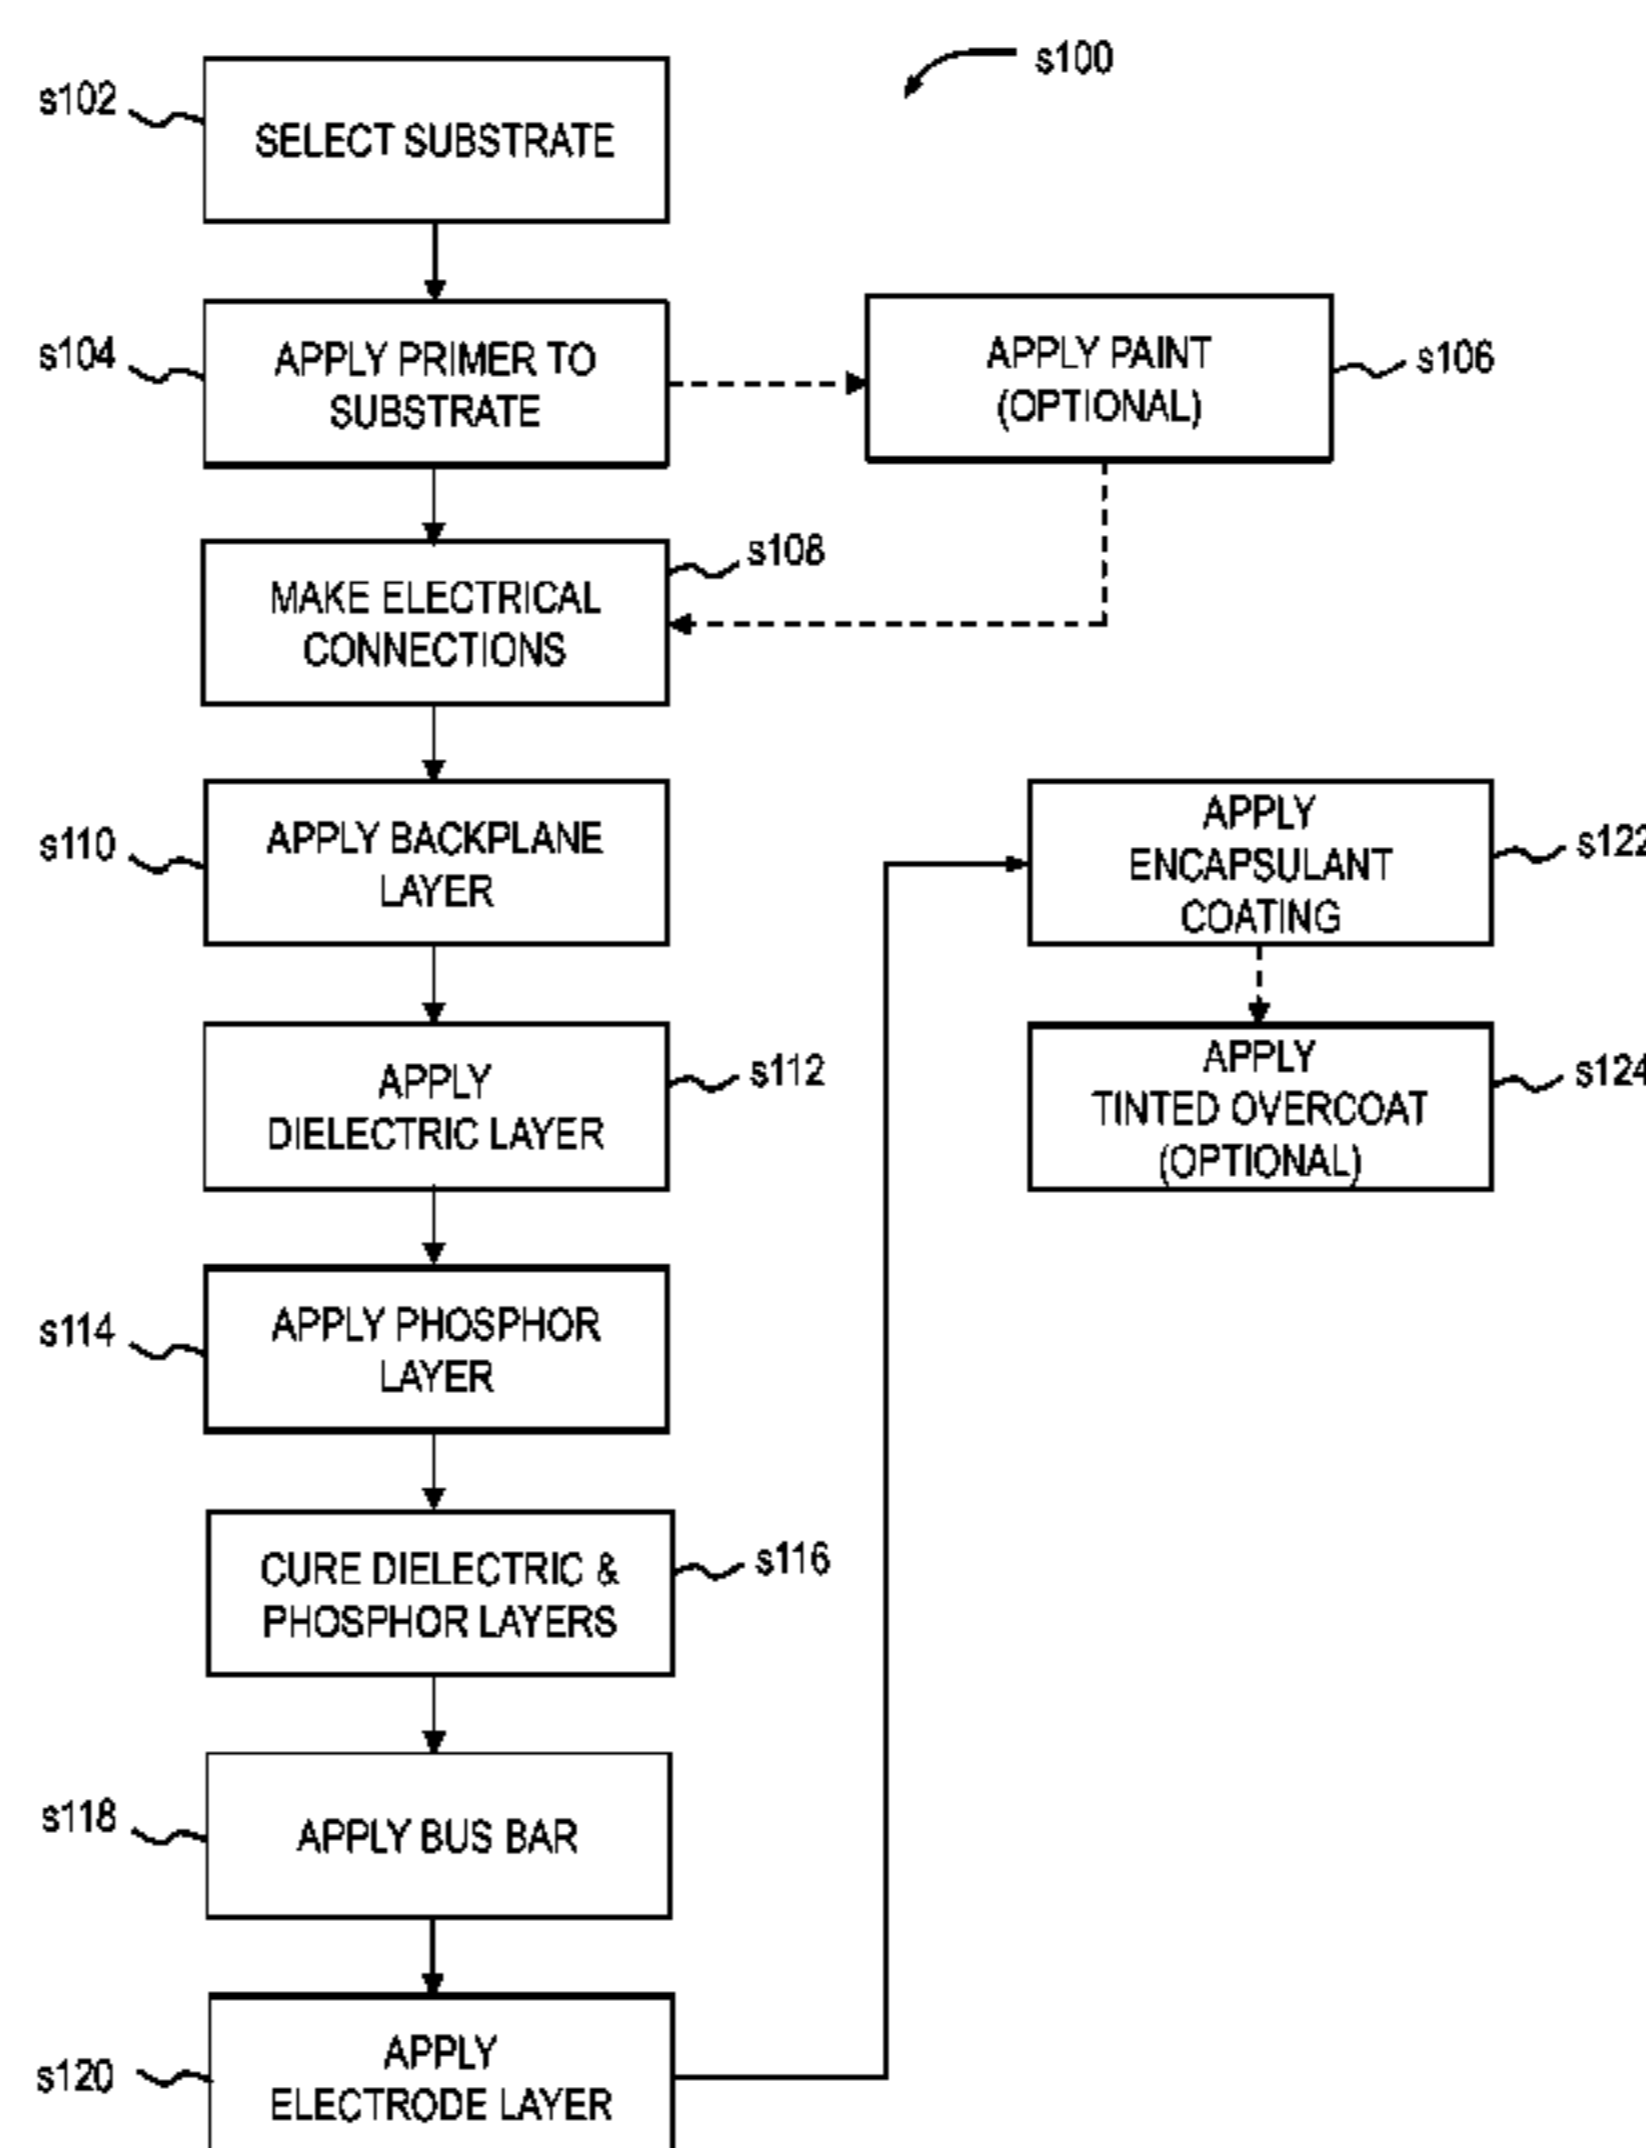 s100
s102
SELECT SUBSTRATE
s104
APPLY PRIMER TO
SUBSTRATE
APPLY PAINT
(OPTIONAL)
s106
s108
MAKE ELECTRICAL
CONNECTIONS
s110
APPLY BACKPLANE
LAYER
s112
APPLY
DIELECTRIC LAYER
s114
APPLY PHOSPHOR
LAYER
s116
CURE DIELECTRIC &
PHOSPHOR LAYERS
s118
APPLY BUS BAR
s120
APPLY
ELECTRODE LAYER
APPLY
ENCAPSULANT
COATING
s122
APPLY
TINTED OVERCOAT
(OPTIONAL)
s124